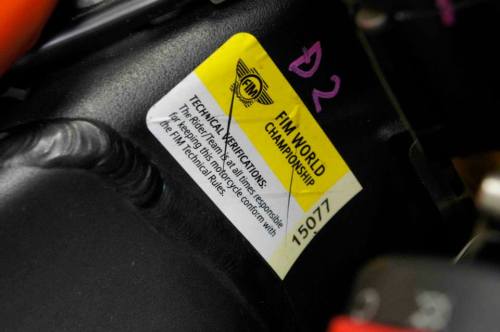 D2
FIM
FIM WORLD
CHAMPIONSHIP
TECHNICAL VERIFICATIONS:
The Rider/Team is at all times responsible
for keeping this motorcycle conform with
the FIM Technical Rules.
15077